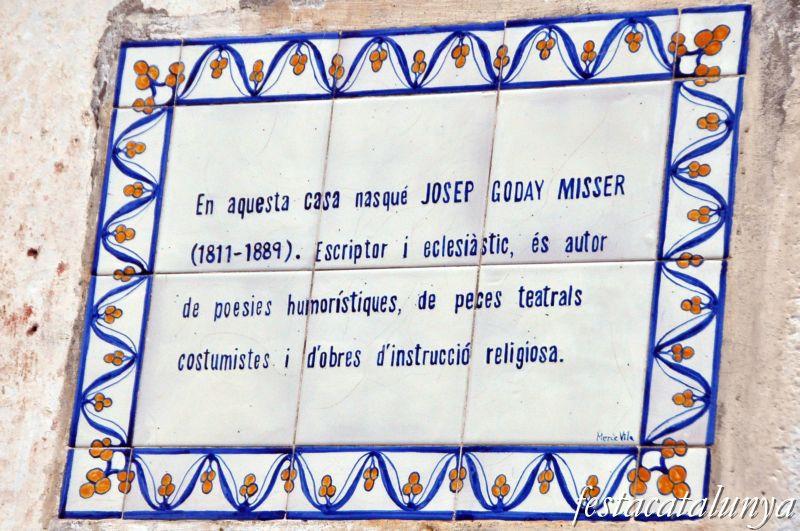 En aquesta casa nasqué JOSEP GODAY MISSER
(1811-1889). Escriptor i eclesiàstic, és autor
de poesies humorístiques, de peces teatrals
costumistes i d'obres d'instrucció religiosa.
Mercè Vila
festacatalunya